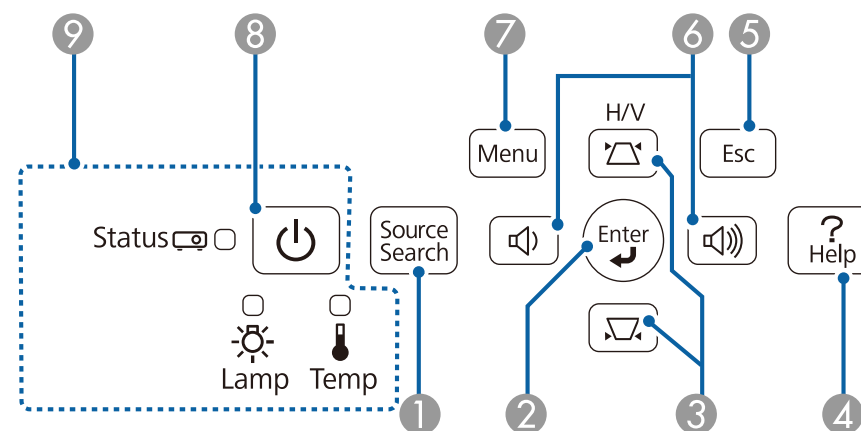 9
8
7
6
5
H/V
Menu
Esc
Status
Source
Search
Enter
?
Help
Lamp
Temp
1
2
3
4